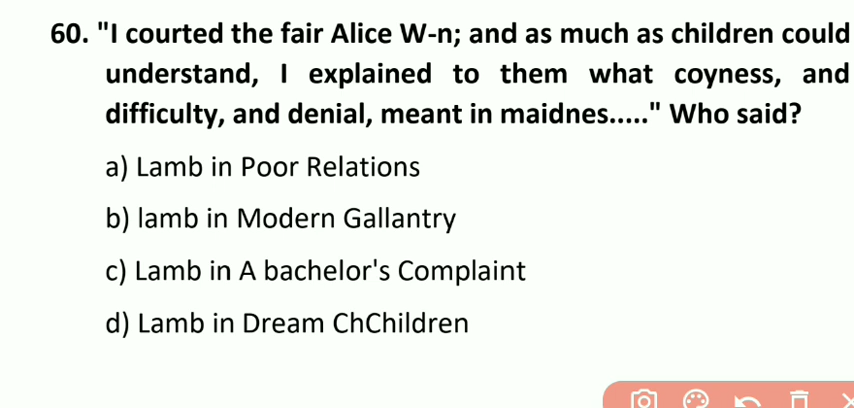 60. "I courted the fair Alice W-n; and as much as children could
understand, I explained to them what coyness, and
difficulty, and denial, meant in maidnes....." Who said?
a) Lamb in Poor Relations
b) lamb in Modern Gallantry
c) Lamb in A bachelor's Complaint
d) Lamb in Dream ChChildren